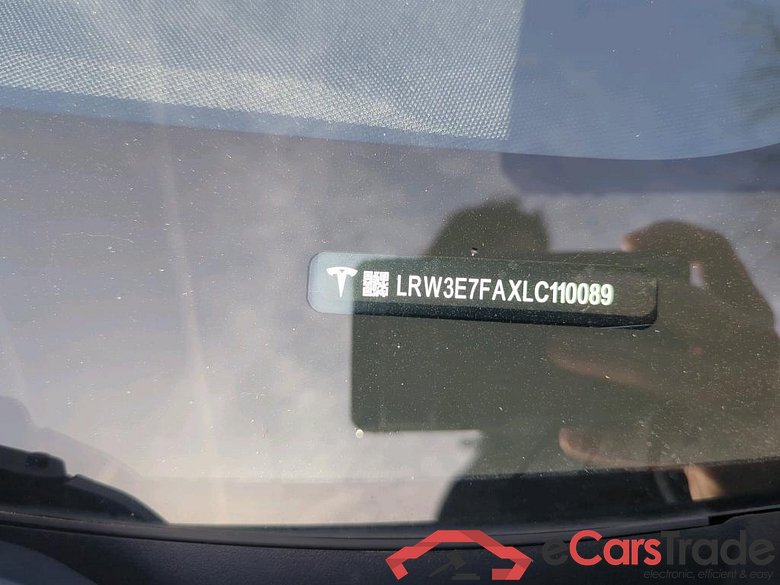 LRW3E7FAXLC110089
eCarsTrade
electronic, efficient & easy